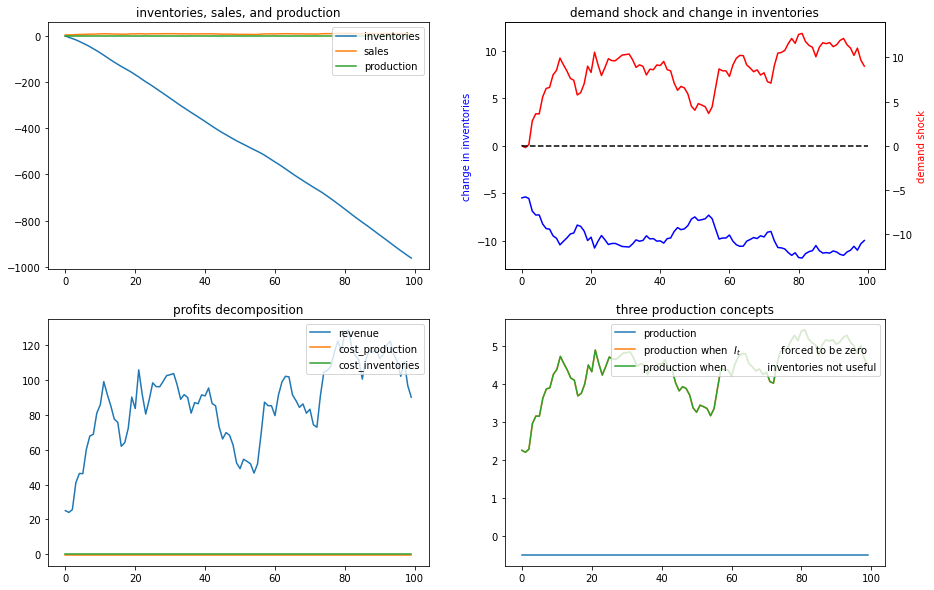 inventories, sales, and production
0
−200
−400
−600
−800
−1000
0 20 40 60 80 100
inventories
sales
production
demand shock and change in inventories
change in inventories
10
5
0
−5
−10
0 20 40 60 80 100
10
5
0
−5
−10
demand shock
profits decomposition
120
100
80
60
40
20
0
0 20 40 60 80 100
revenue
cost_production
cost_inventories
three production concepts
5
4
3
2
1
0
0 20 40 60 80 100
production
production when I_t forced to be zero
production when inventories not useful